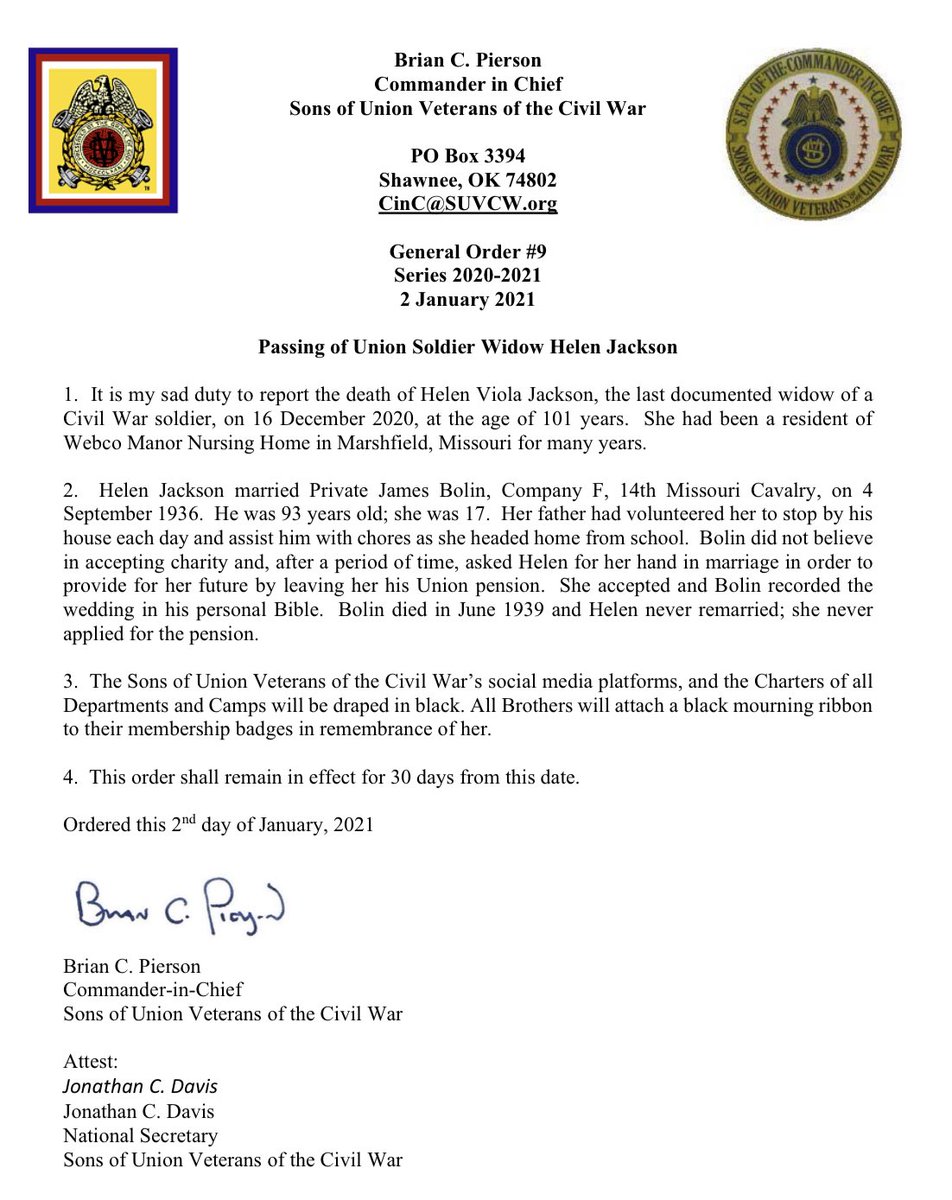 Brian C. Pierson
Commander in Chief
Sons of Union Veterans of the Civil War
SEAL OF THE COMMANDER-IN-CHIEF
SONS OF UNION VETERANS OF THE CIVIL WAR
PO Box 3394
Shawnee, OK 74802
CinC@SUVCW.org
General Order #9
Series 2020-2021
2 January 2021
Passing of Union Soldier Widow Helen Jackson
1. It is my sad duty to report the death of Helen Viola Jackson, the last documented widow of a
Civil War soldier, on 16 December 2020, at the age of 101 years. She had been a resident of
Webco Manor Nursing Home in Marshfield, Missouri for many years.
2. Helen Jackson married Private James Bolin, Company F, 14th Missouri Cavalry, on 4
September 1936. He was 93 years old; she was 17. Her father had volunteered her to stop by his
house each day and assist him with chores as she headed home from school. Bolin did not believe
in accepting charity and, after a period of time, asked Helen for her hand in marriage in order to
provide for her future by leaving her his Union pension. She accepted and Bolin recorded the
wedding in his personal Bible. Bolin died in June 1939 and Helen never remarried; she never
applied for the pension.
3. The Sons of Union Veterans of the Civil War's social media platforms, and the Charters of all
Departments and Camps will be draped in black. All Brothers will attach a black mourning ribbon
to their membership badges in remembrance of her.
4. This order shall remain in effect for 30 days from this date.
Ordered this 2nd day of January, 2021
Brian C. Pierson
Brian C. Pierson
Commander-in-Chief
Sons of Union Veterans of the Civil War
Attest:
Jonathan C. Davis
Jonathan C. Davis
National Secretary
Sons of Union Veterans of the Civil War